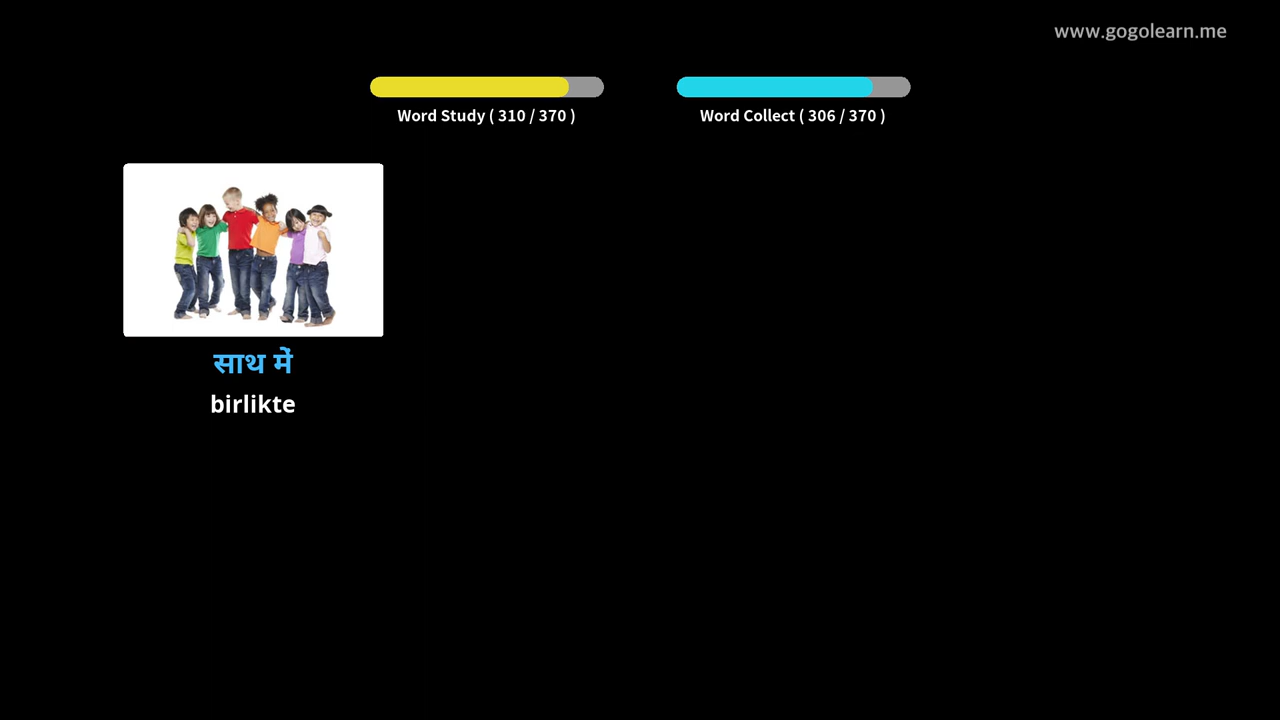 www.gogolearn.me
Word Study ( 310 / 370 )
Word Collect ( 306 / 370 )
साथ में
birlikte